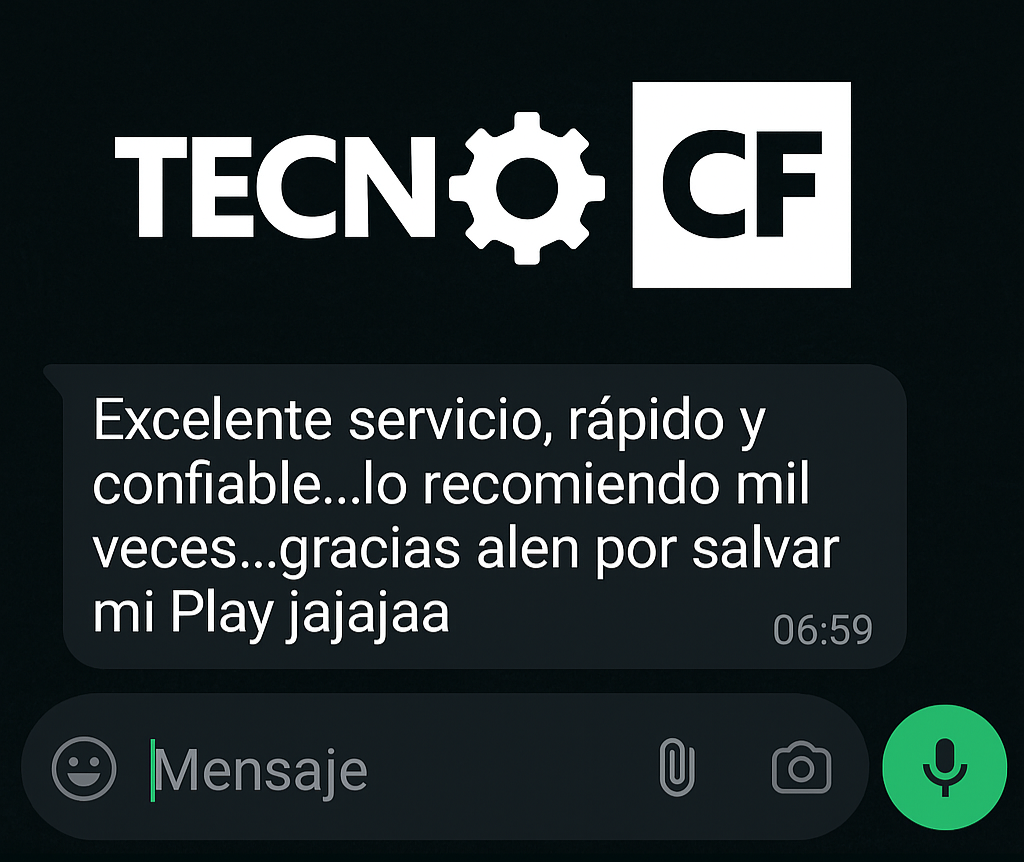 TECNO CF
Excelente servicio, rápido y
confiable...lo recomiendo mil
veces...gracias alen por salvar
mi Play jajajaa
06:59
Mensaje